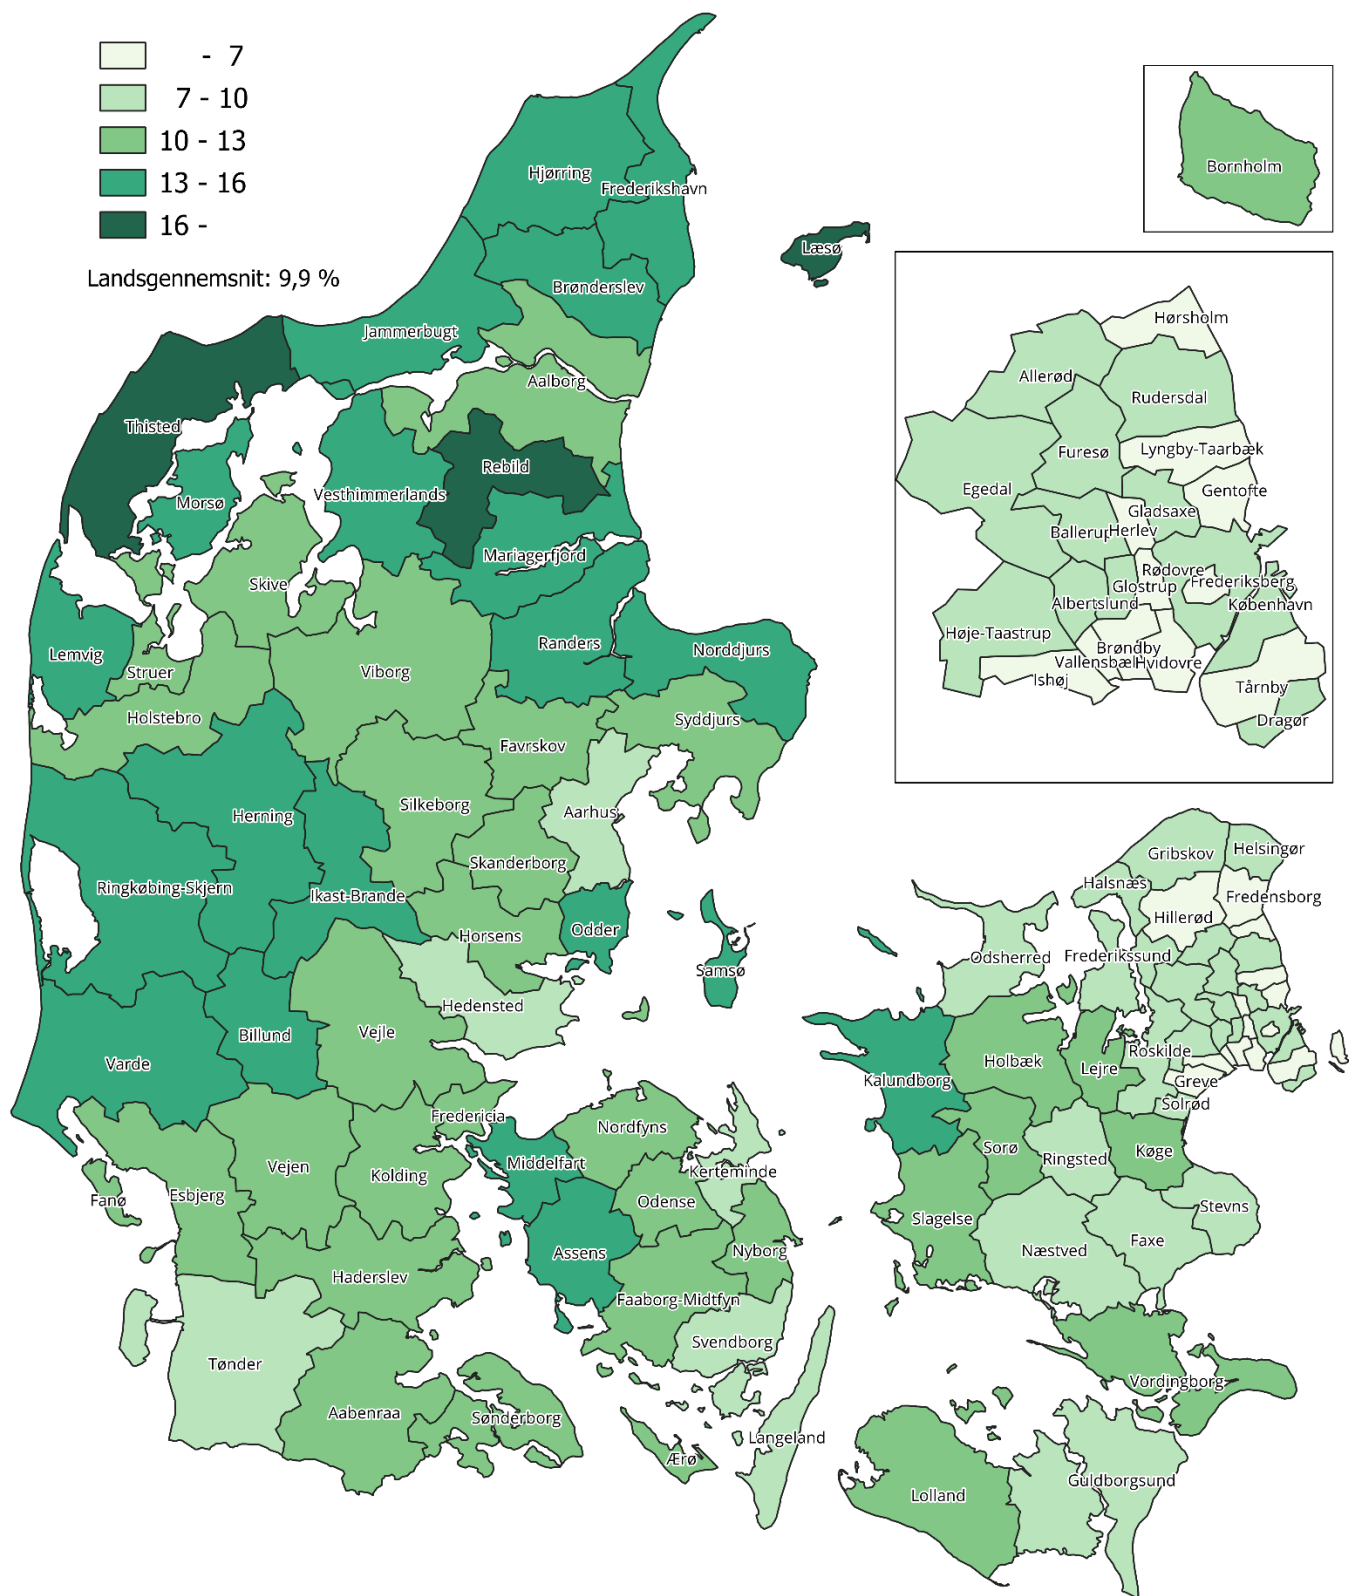 - 7
7 - 10
10 - 13
13 - 16
16 -
Landsgennemsnit: 9,9 %
Hjørring
Frederikshavn
Læsø
Brønderslev
Jammerbugt
Aalborg
Thisted
Rebild
Morsø
Vesthimmerlands
Mariagerfjord
Skive
Lemvig
Struer
Viborg
Randers
Norddjurs
Holstebro
Favrskov
Syddjurs
Herning
Silkeborg
Aarhus
Skanderborg
Ringkøbing-Skjern
Ikast-Brande
Horsens
Odder
Samsø
Hedensted
Billund
Vejle
Varde
Fredericia
Nordfyns
Middelfart
Kerteminde
Vejen
Kolding
Fanø
Esbjerg
Odense
Assens
Nyborg
Haderslev
Faaborg-Midtfyn
Svendborg
Tønder
Aabenraa
Sønderborg
Langeland
Ærø
Bornholm
Hørsholm
Allerød
Rudersdal
Furesø
Lyngby-Taarbæk
Egedal
Gentofte
Gladsaxe
Ballerup
Herlev
Rødovre
Glostrup
Frederiksberg
Albertslund
København
Høje-Taastrup
Brøndby
Vallensbæk
Hvidovre
Ishøj
Tårnby
Dragør
Gribskov
Helsingør
Halsnæs
Fredensborg
Hillerød
Odsherred
Frederikssund
Roskilde
Holbæk
Lejre
Kalundborg
Greve
Solrød
Sorø
Ringsted
Køge
Stevns
Slagelse
Næstved
Faxe
Vordingborg
Guldborgsund
Lolland